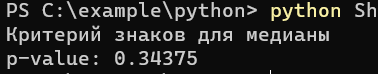 PS C:\example\python> python Sh
Критерий знаков для медианы
p-value: 0.34375